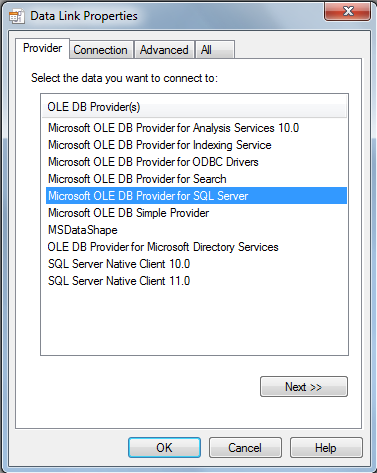 Data Link Properties
Provider Connection Advanced All
Select the data you want to connect to:
OLE DB Provider(s)
Microsoft OLE DB Provider for Analysis Services 10.0
Microsoft OLE DB Provider for Indexing Service
Microsoft OLE DB Provider for ODBC Drivers
Microsoft OLE DB Provider for Search
Microsoft OLE DB Provider for SQL Server
Microsoft OLE DB Simple Provider
MSDataShape
OLE DB Provider for Microsoft Directory Services
SQL Server Native Client 10.0
SQL Server Native Client 11.0
Next >>
OK Cancel Help